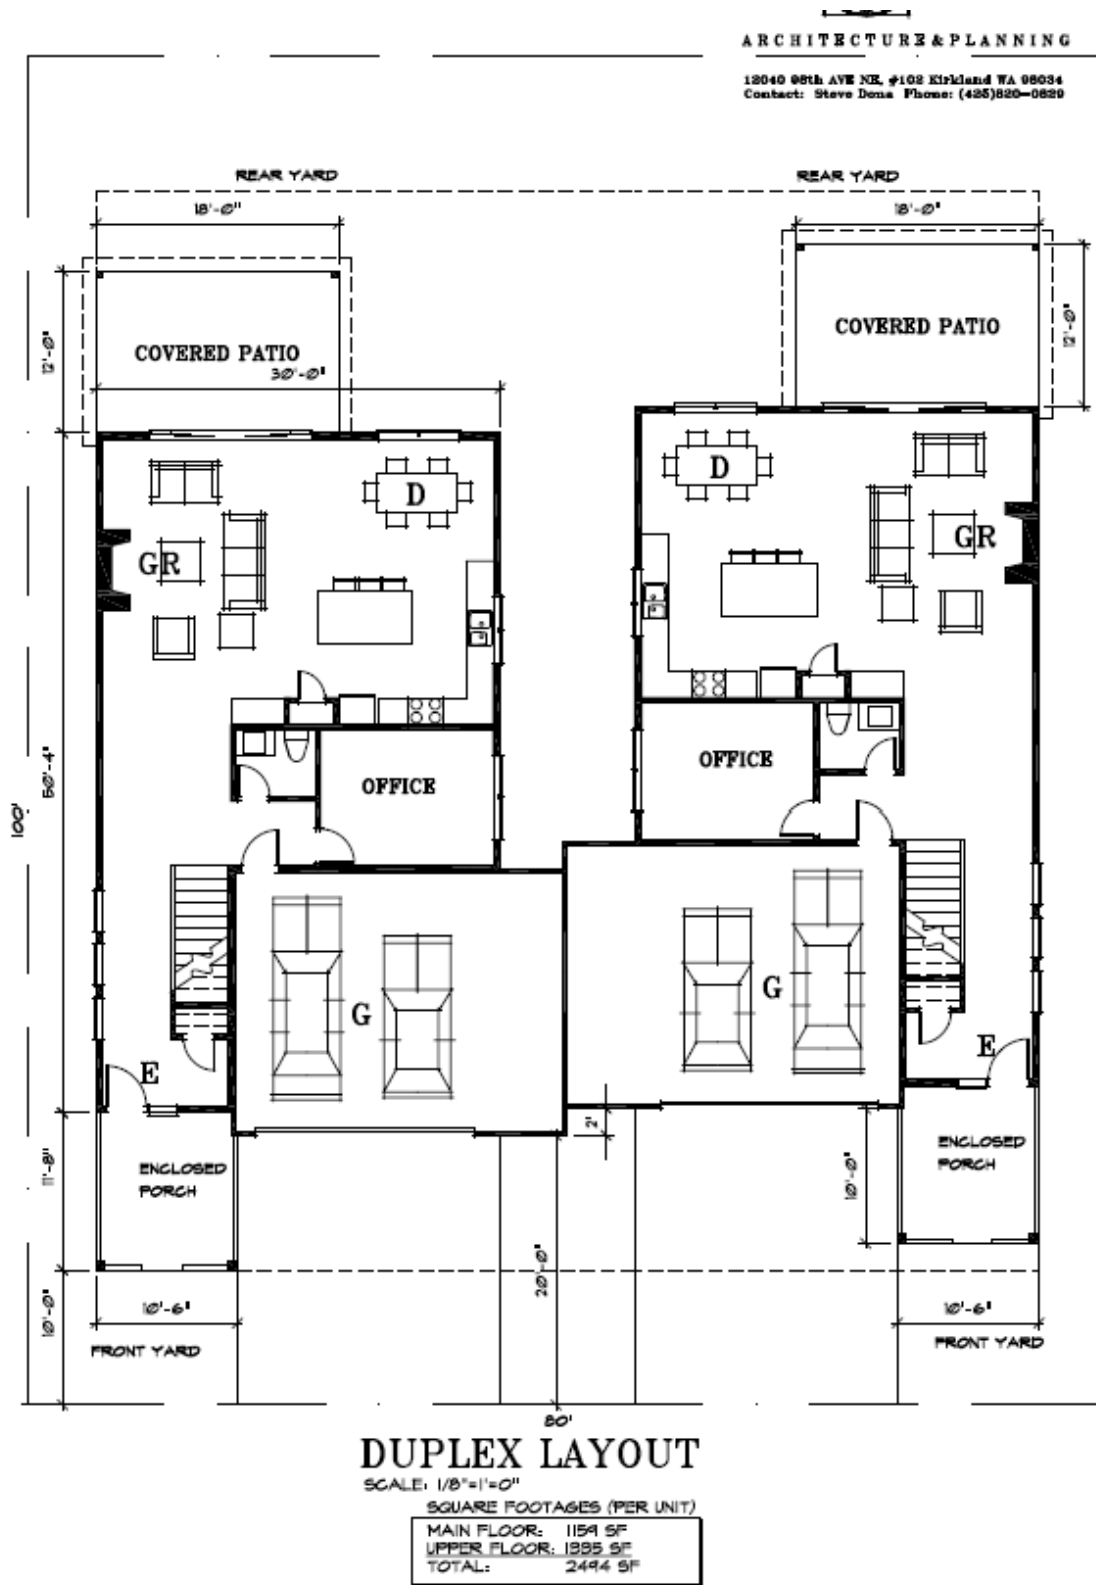 ARCHITECTURE & PLANNING
12040 98th AVE NE, #102 Kirkland WA 98034
Contact: Steve Dona Phone: (425)820-0829
REAR YARD
REAR YARD
18'-0"
18'-0"
12'-0"
12'-0"
COVERED PATIO
COVERED PATIO
30'-0"
D
D
GR
GR
OFFICE
OFFICE
50'-4"
100'
G
G
E
E
2'
ENCLOSED
PORCH
ENCLOSED
PORCH
11'-8"
10'-0"
20'-0"
10'-0"
10'-6"
10'-6"
FRONT YARD
FRONT YARD
80'
DUPLEX LAYOUT
SCALE: 1/8"=1'=0"
SQUARE FOOTAGES (PER UNIT)
MAIN FLOOR: 1159 SF
UPPER FLOOR: 1335 SF
TOTAL: 2494 SF